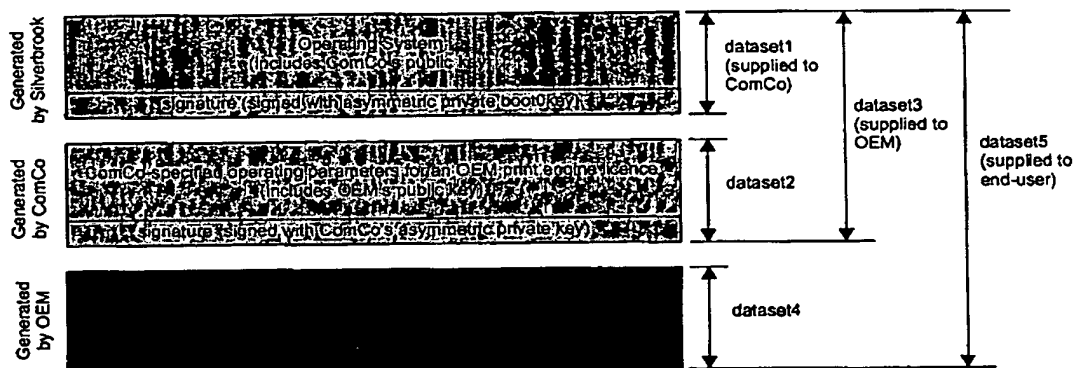 Generated
by Silverbrook
Operating System
(includes ComCo's public key)
signature (signed with asymmetric private boot0key)
dataset1
(supplied to
ComCo)
dataset3
(supplied to
OEM)
dataset5
(supplied to
end-user)
Generated
by ComCo
ComCo-specified operating parameters for an OEM print engine licence
(includes OEM's public key)
signature (signed with ComCo's asymmetric private key)
dataset2
Generated
by OEM
dataset4